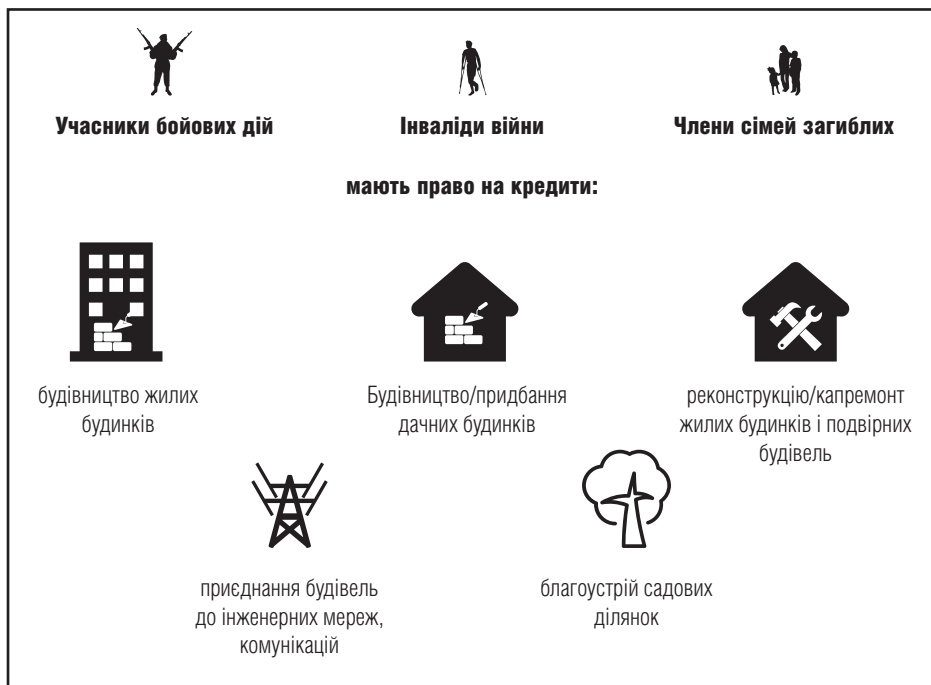 Учасники бойових дій
Інваліди війни
Члени сімей загиблих
мають право на кредити:
будівництво жилих
будинків
Будівництво/придбання
дачних будинків
реконструкцію/капремонт
жилих будинків і подвірних
будівель
приєднання будівель
до інженерних мереж,
комунікацій
благоустрій садових
ділянок